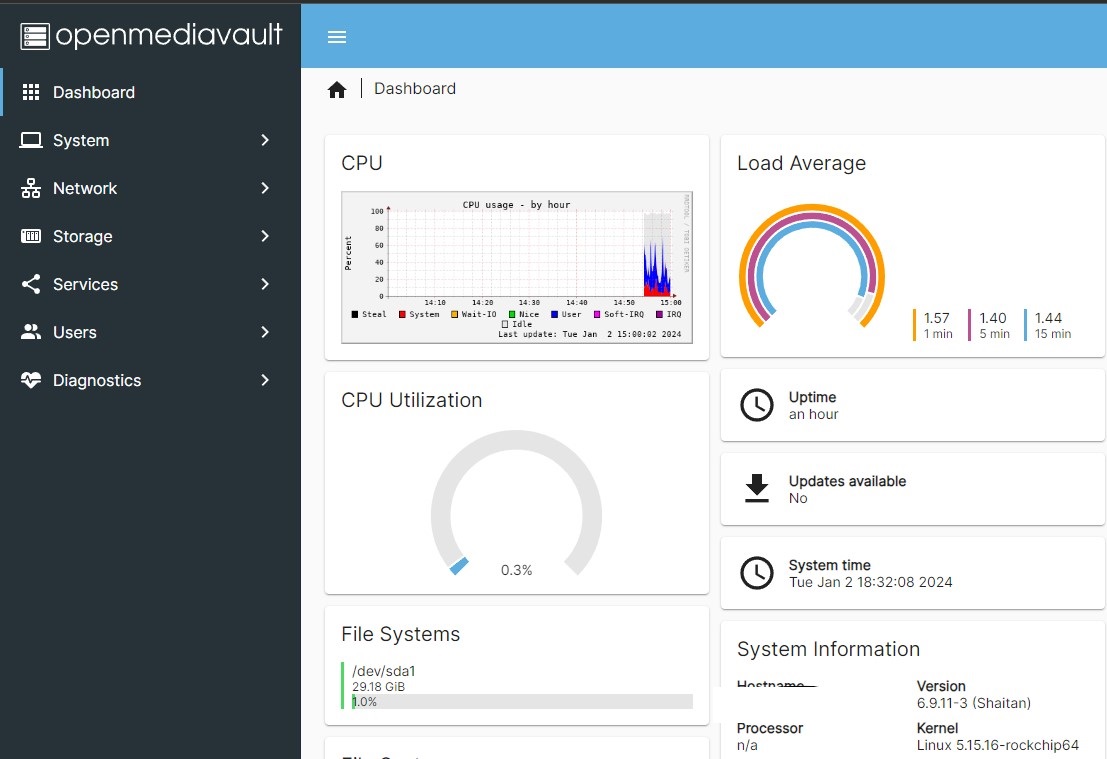 openmediavault
Dashboard
System
Network
Storage
Services
Users
Diagnostics
Dashboard
CPU
CPU usage - by hour
RRDTOOL / TOBI OETIKER
Percent
100
80
60
40
20
0
14:10 14:20 14:30 14:40 14:50 15:00
Steal System Wait-IO Nice User Soft-IRQ IRQ
Idle
Last update: Tue Jan 2 15:00:02 2024
CPU Utilization
0.3%
File Systems
/dev/sda1
29.18 GiB
1.0%
Load Average
1.57 1.40 1.44
1 min 5 min 15 min
Uptime
an hour
Updates available
No
System time
Tue Jan 2 18:32:08 2024
System Information
Hostname Version
6.9.11-3 (Shaitan)
Processor Kernel
n/a Linux 5.15.16-rockchip64